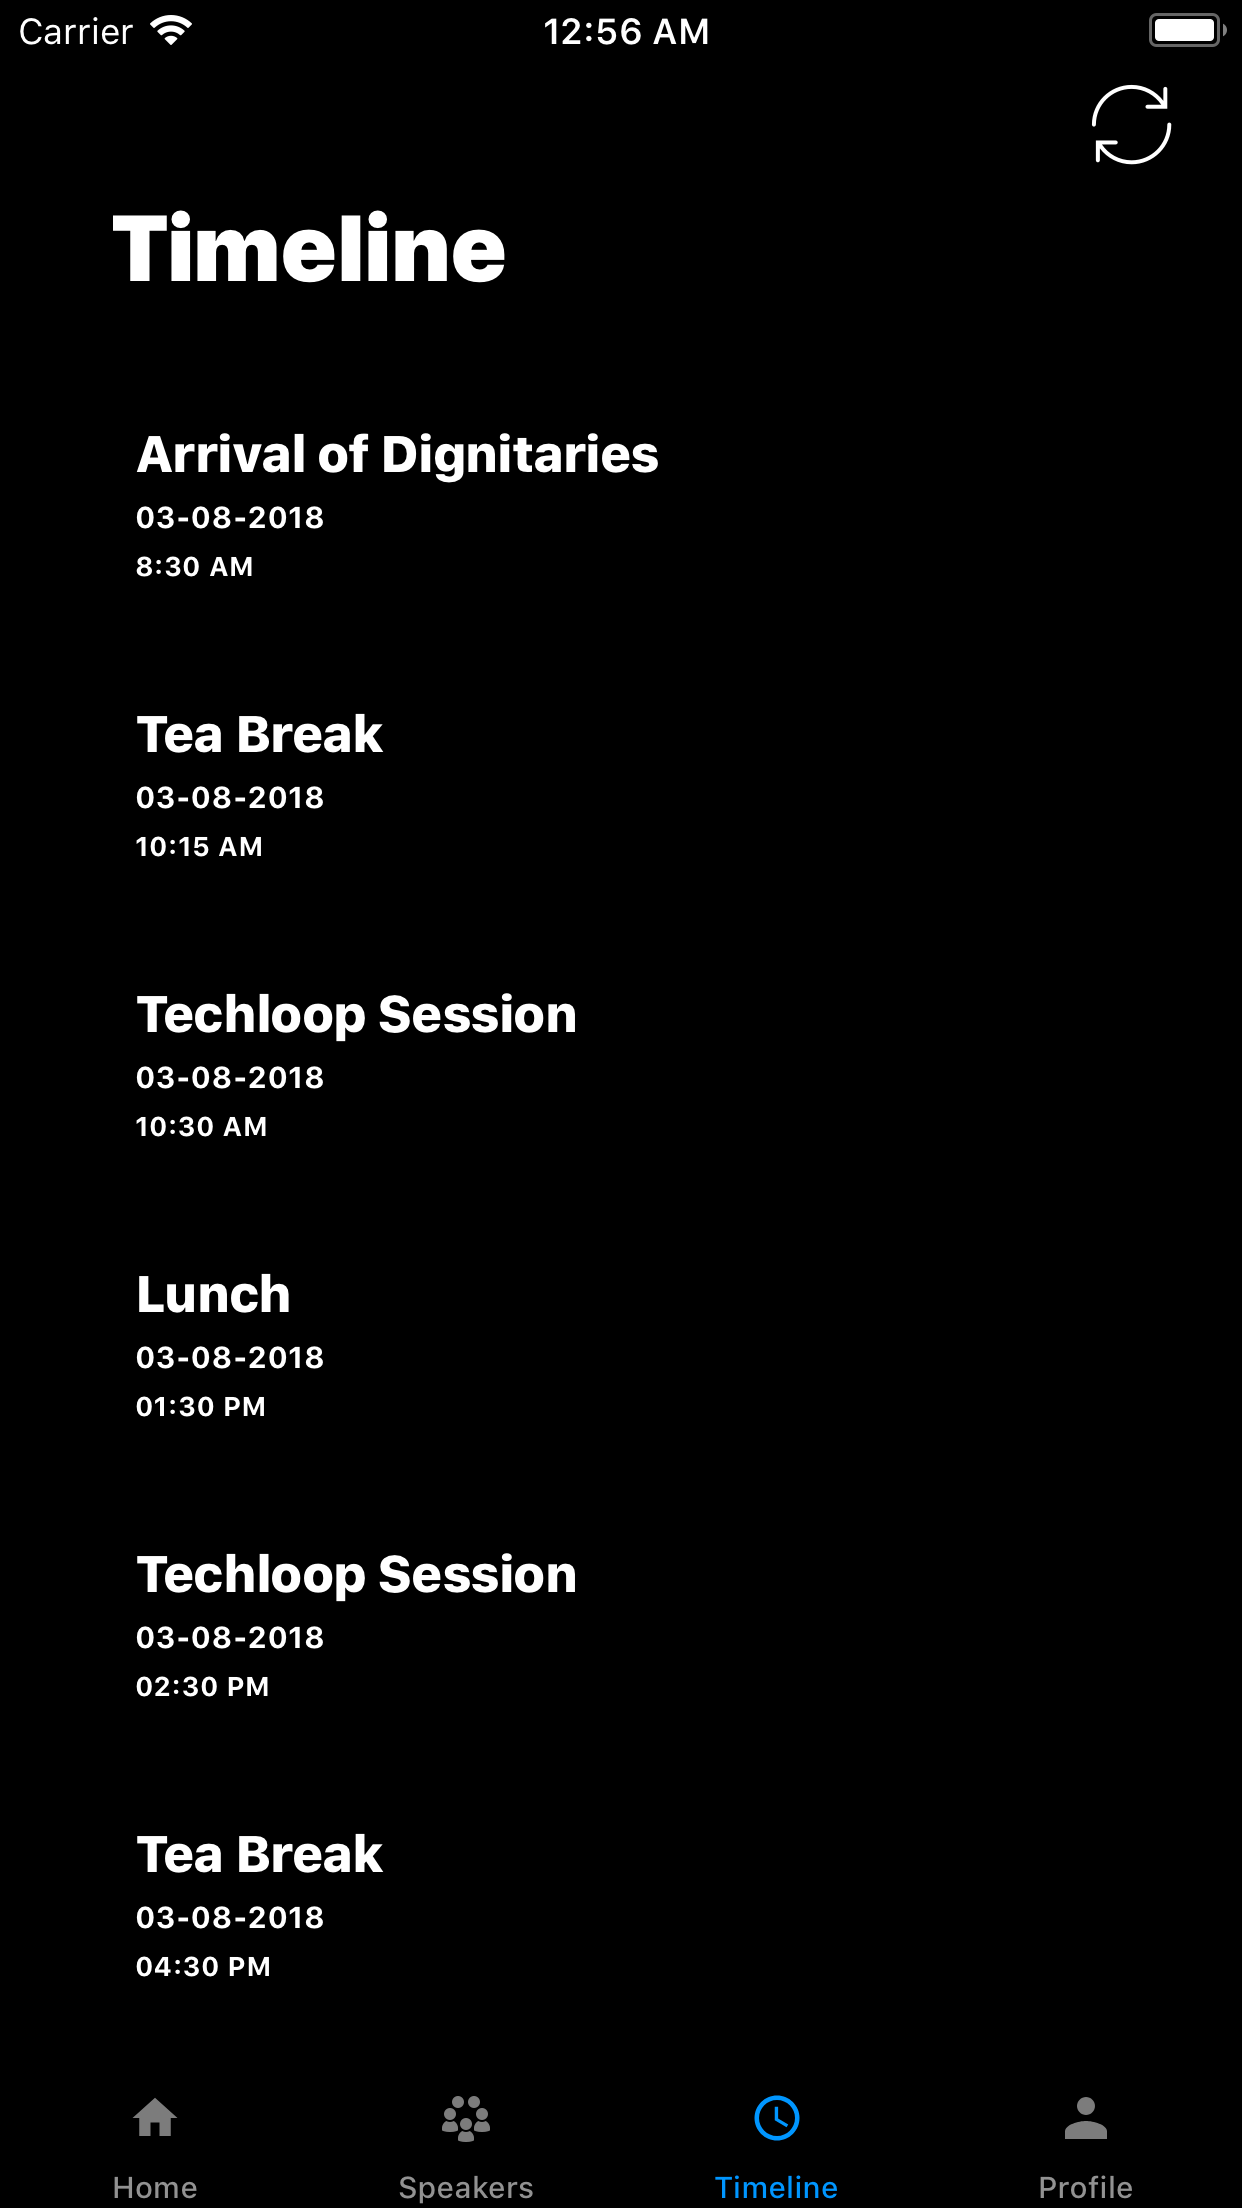 Carrier 12:56 AM
Timeline
Arrival of Dignitaries
03-08-2018
8:30 AM
Tea Break
03-08-2018
10:15 AM
Techloop Session
03-08-2018
10:30 AM
Lunch
03-08-2018
01:30 PM
Techloop Session
03-08-2018
02:30 PM
Tea Break
03-08-2018
04:30 PM
Home Speakers Timeline Profile